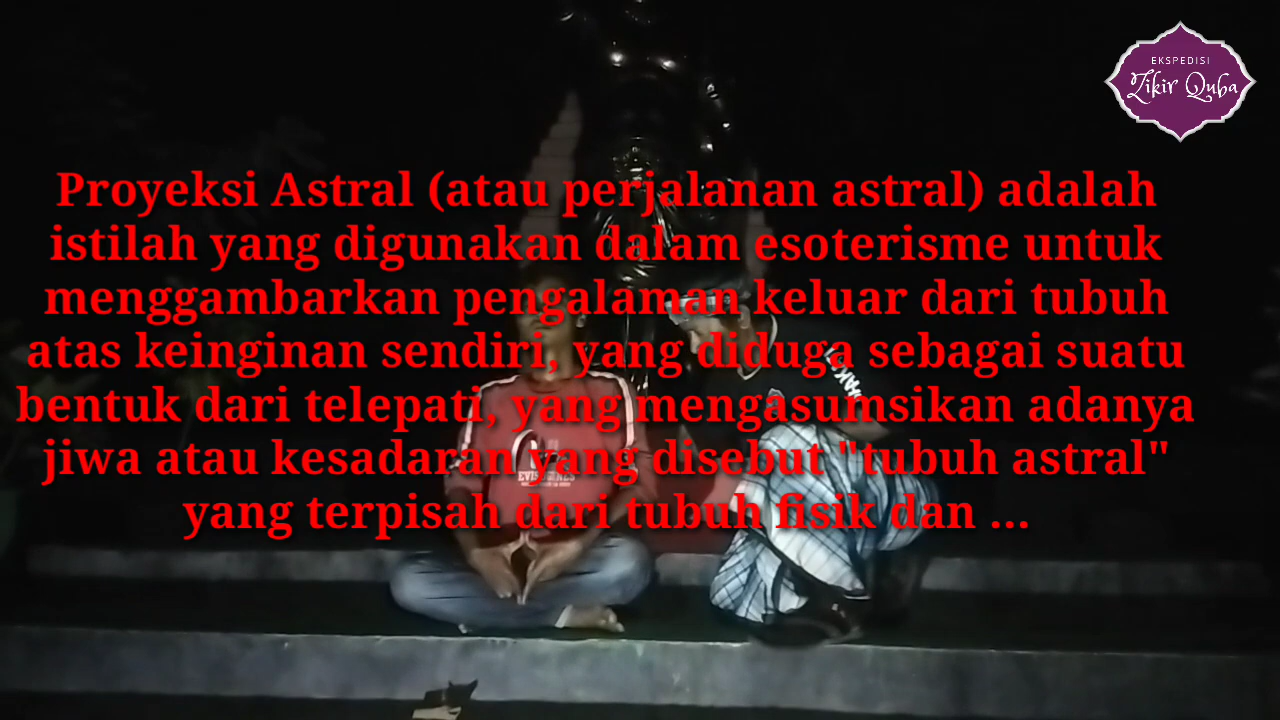 EKSPEDISI
Zikir Quba
Proyeksi Astral (atau perjalanan astral) adalah
istilah yang digunakan dalam esoterisme untuk
menggambarkan pengalaman keluar dari tubuh
atas keinginan sendiri, yang diduga sebagai suatu
bentuk dari telepati, yang mengasumsikan adanya
jiwa atau kesadaran yang disebut "tubuh astral"
yang terpisah dari tubuh fisik dan ...